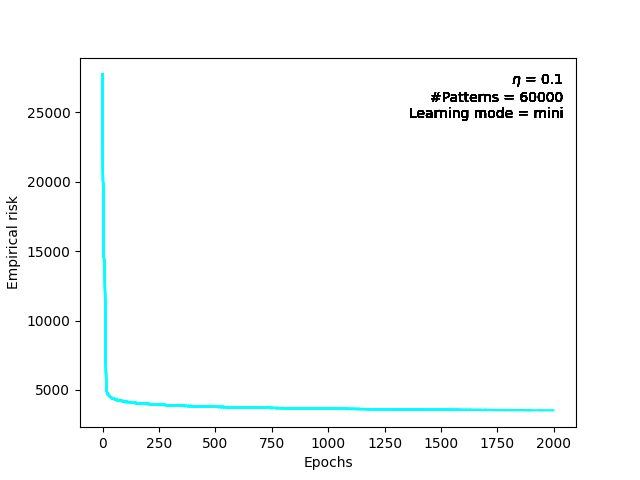 η = 0.1
#Patterns = 60000
Learning mode = mini
25000
20000
15000
10000
5000
Empirical risk
0 250 500 750 1000 1250 1500 1750 2000
Epochs